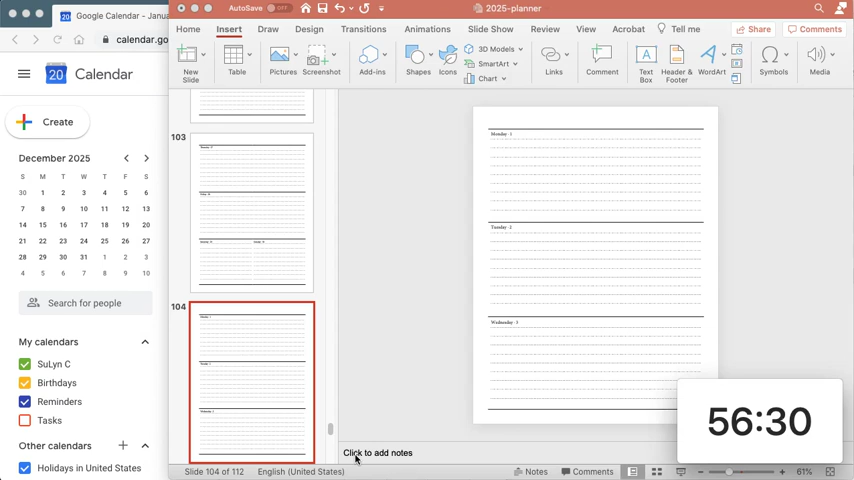 Google Calendar - Janua
calendar.go
Calendar
Create
December 2025
S M T W T F S
30 1 2 3 4 5 6
7 8 9 10 11 12 13
14 15 16 17 18 19 20
21 22 23 24 25 26 27
28 29 30 31 1 2 3
4 5 6 7 8 9 10
Search for people
My calendars
SuLyn C
Birthdays
Reminders
Tasks
Other calendars
Holidays in United States
AutoSave OFF
2025-planner
Home Insert Draw Design Transitions Animations Slide Show Review View Acrobat Tell me Share Comments
New Slide
Table
Pictures
Screenshot
Add-ins
Shapes
Icons
3D Models
SmartArt
Chart
Links
Comment
Text Box
Header & Footer
WordArt
Symbols
Media
103
104
Monday · 1
Tuesday · 2
Wednesday · 3
56:30
Click to add notes
Slide 104 of 112 English (United States) Notes Comments 61%